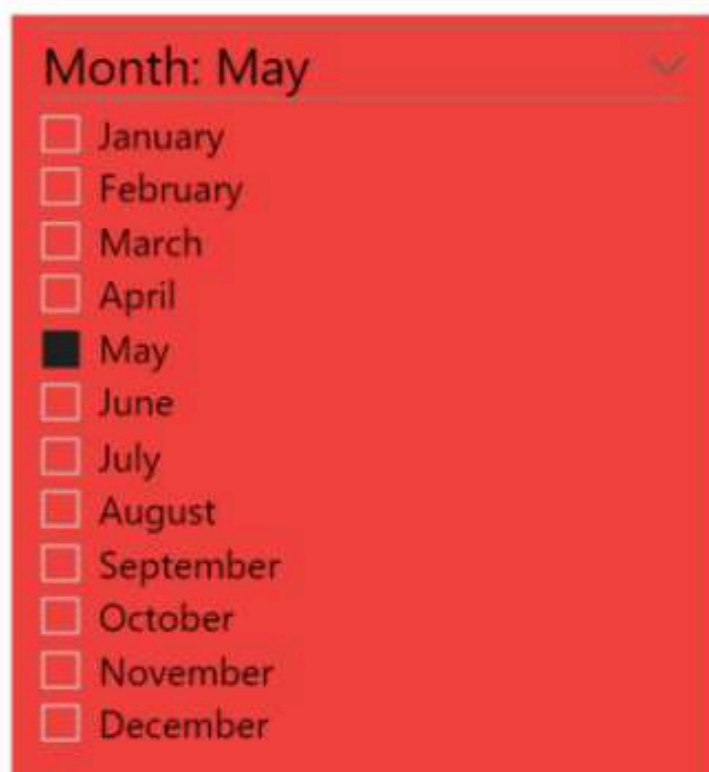 Month: May
January
February
March
April
May
June
July
August
September
October
November
December